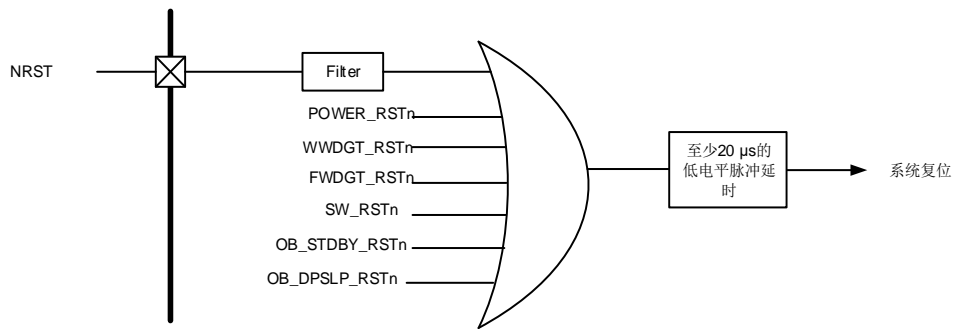 NRST
Filter
POWER_RSTn
WWDGT_RSTn
FWDGT_RSTn
SW_RSTn
OB_STDBY_RSTn
OB_DPSLP_RSTn
至少20 μs的
低电平脉冲延
时
系统复位